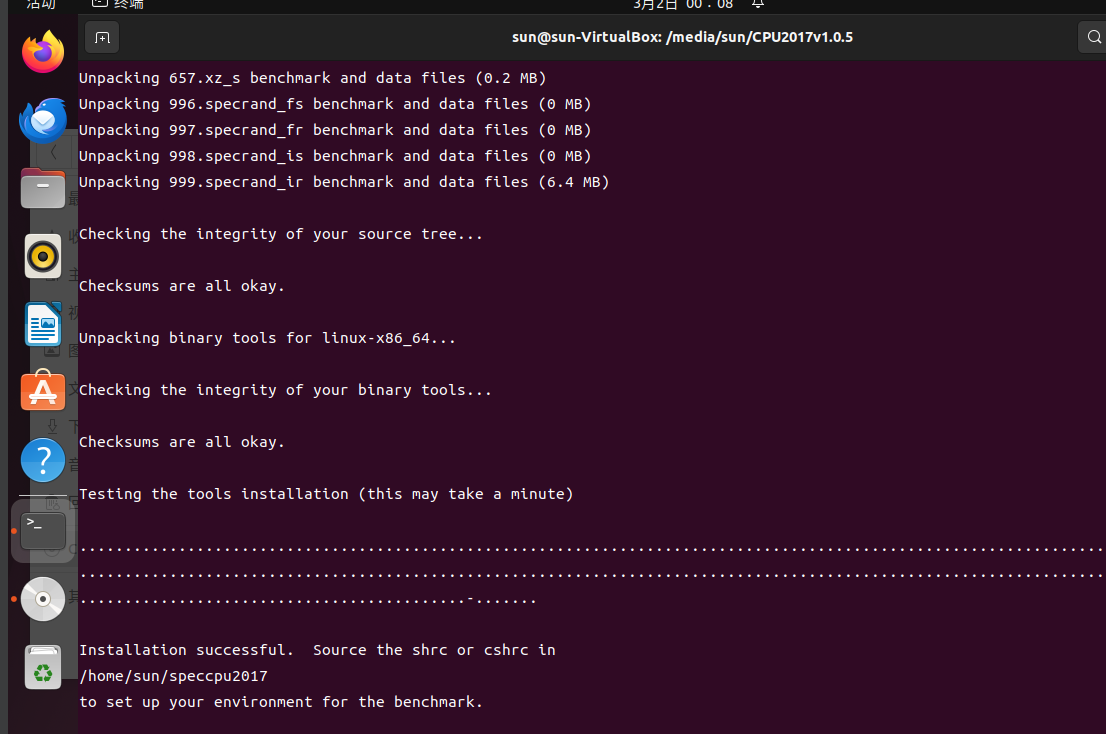 活动
终端
3月2日 00：08
sun@sun-VirtualBox: /media/sun/CPU2017v1.0.5
Unpacking 657.xz_s benchmark and data files (0.2 MB)
Unpacking 996.specrand_fs benchmark and data files (0 MB)
Unpacking 997.specrand_fr benchmark and data files (0 MB)
Unpacking 998.specrand_is benchmark and data files (0 MB)
Unpacking 999.specrand_ir benchmark and data files (6.4 MB)
Checking the integrity of your source tree...
Checksums are all okay.
Unpacking binary tools for linux-x86_64...
Checking the integrity of your binary tools...
Checksums are all okay.
Testing the tools installation (this may take a minute)
Installation successful.  Source the shrc or cshrc in
/home/sun/speccpu2017
to set up your environment for the benchmark.